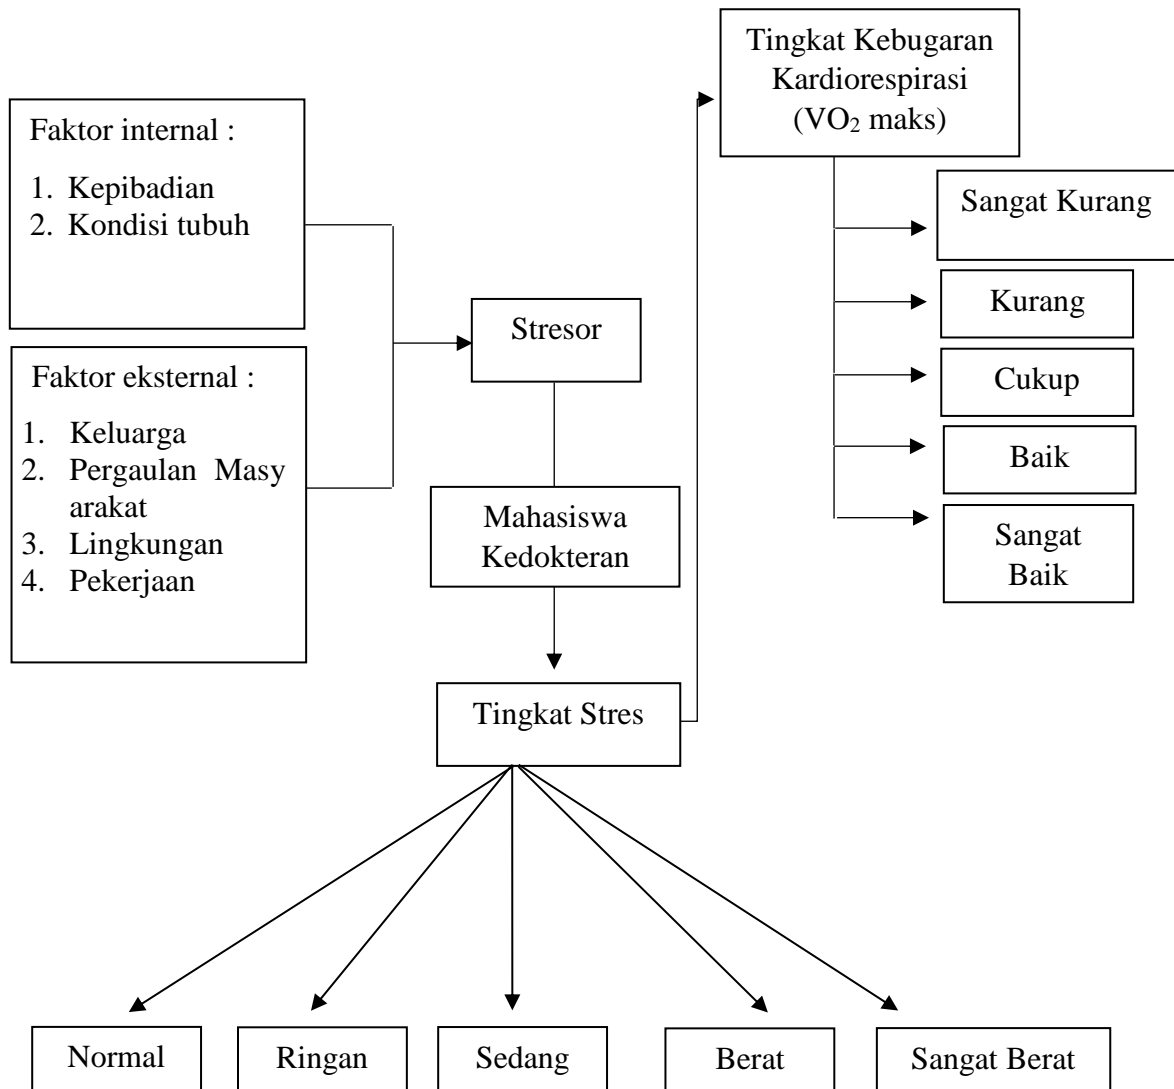 Tingkat Kebugaran
Kardiorespirasi
(VO₂ maks)
Faktor internal :
1. Kepibadian
2. Kondisi tubuh
Sangat Kurang
Kurang
Cukup
Baik
Sangat
Baik
Stresor
Faktor eksternal :
1. Keluarga
2. Pergaulan Masy
arakat
3. Lingkungan
4. Pekerjaan
Mahasiswa
Kedokteran
Tingkat Stres
Normal
Ringan
Sedang
Berat
Sangat Berat